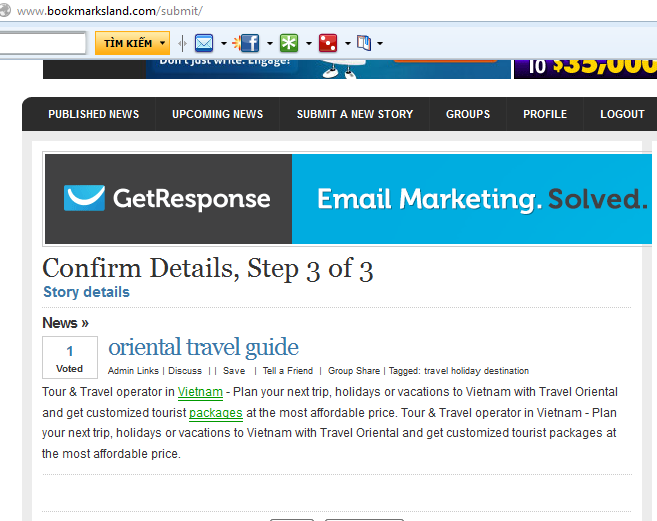 www.bookmarksland.com/submit/
TÌM KIẾM
Don't just write. Engage!
TO $35,000
PUBLISHED NEWS UPCOMING NEWS SUBMIT A NEW STORY GROUPS PROFILE LOGOUT
GetResponse Email Marketing. Solved.
Confirm Details, Step 3 of 3
Story details
News »
1
Voted
oriental travel guide
Admin Links | Discuss | | Save | Tell a Friend | Group Share | Tagged: travel holiday destination
Tour & Travel operator in Vietnam - Plan your next trip, holidays or vacations to Vietnam with Travel Oriental
and get customized tourist packages at the most affordable price. Tour & Travel operator in Vietnam - Plan
your next trip, holidays or vacations to Vietnam with Travel Oriental and get customized tourist packages at
the most affordable price.